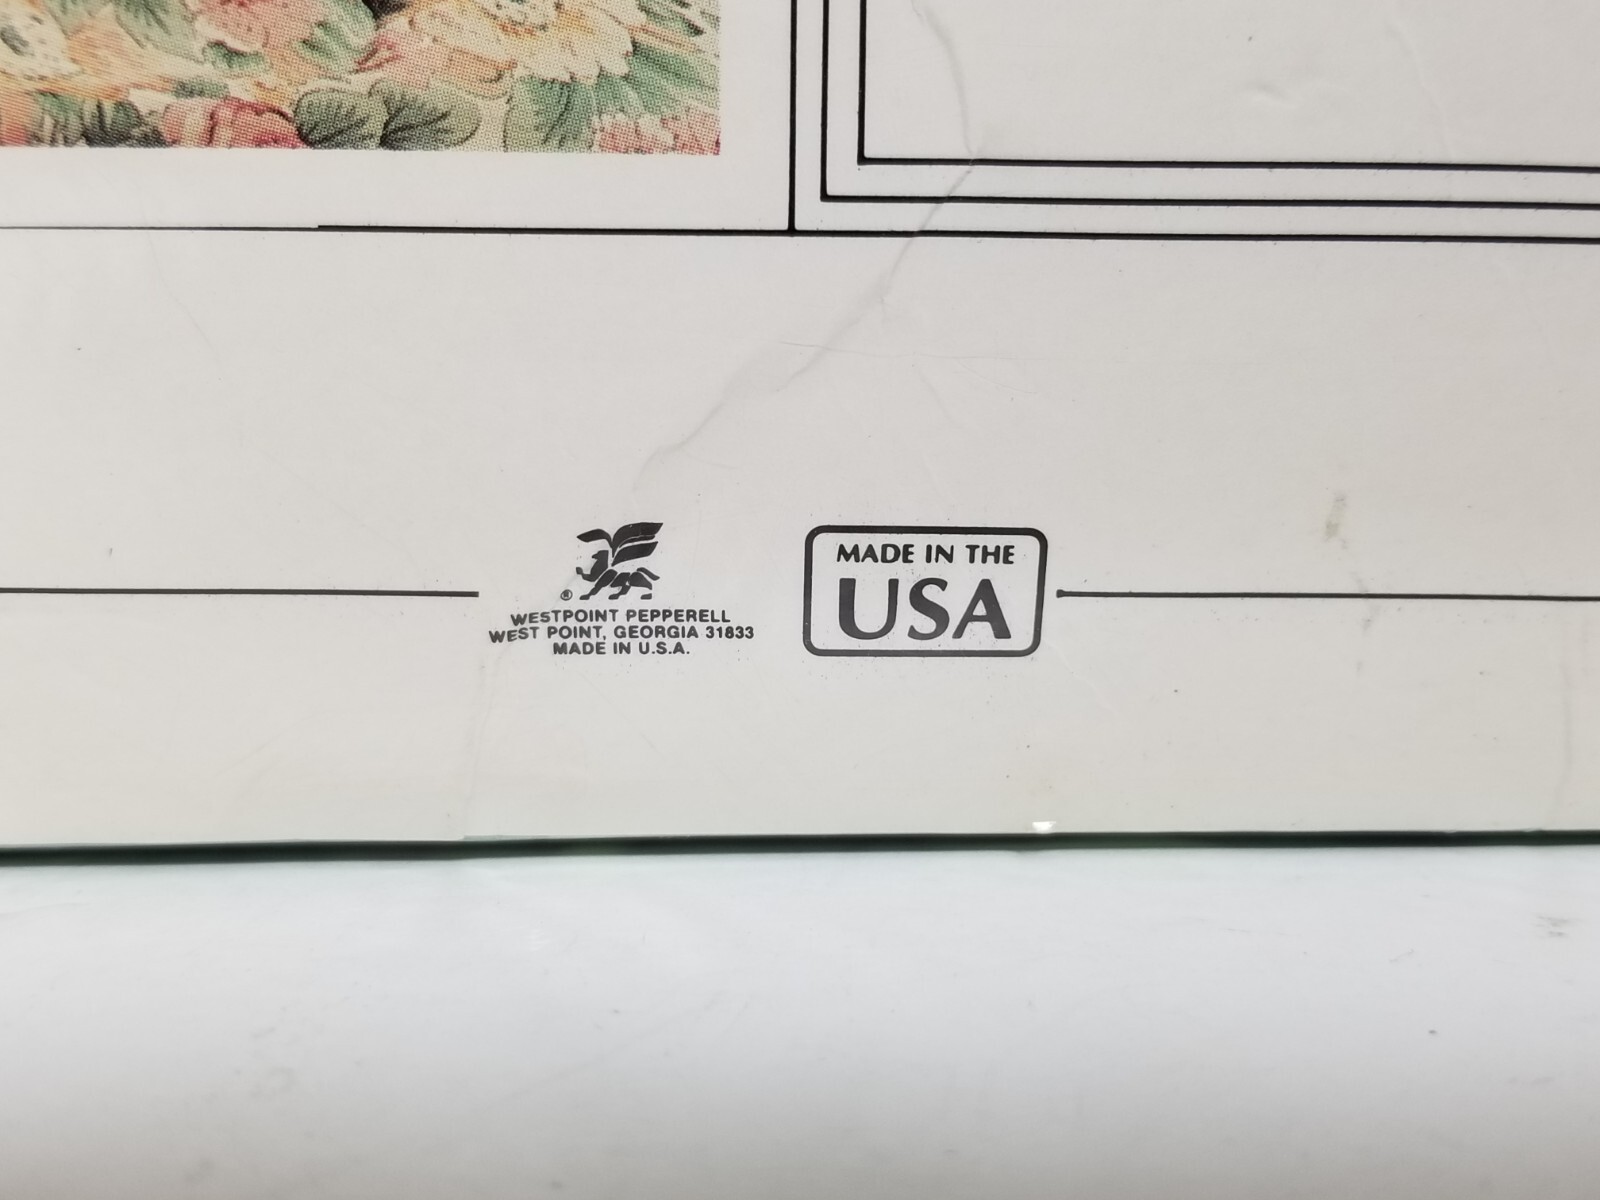 ®
WESTPOINT PEPPERELL
WEST POINT, GEORGIA 31833
MADE IN U.S.A.
MADE IN THE
USA